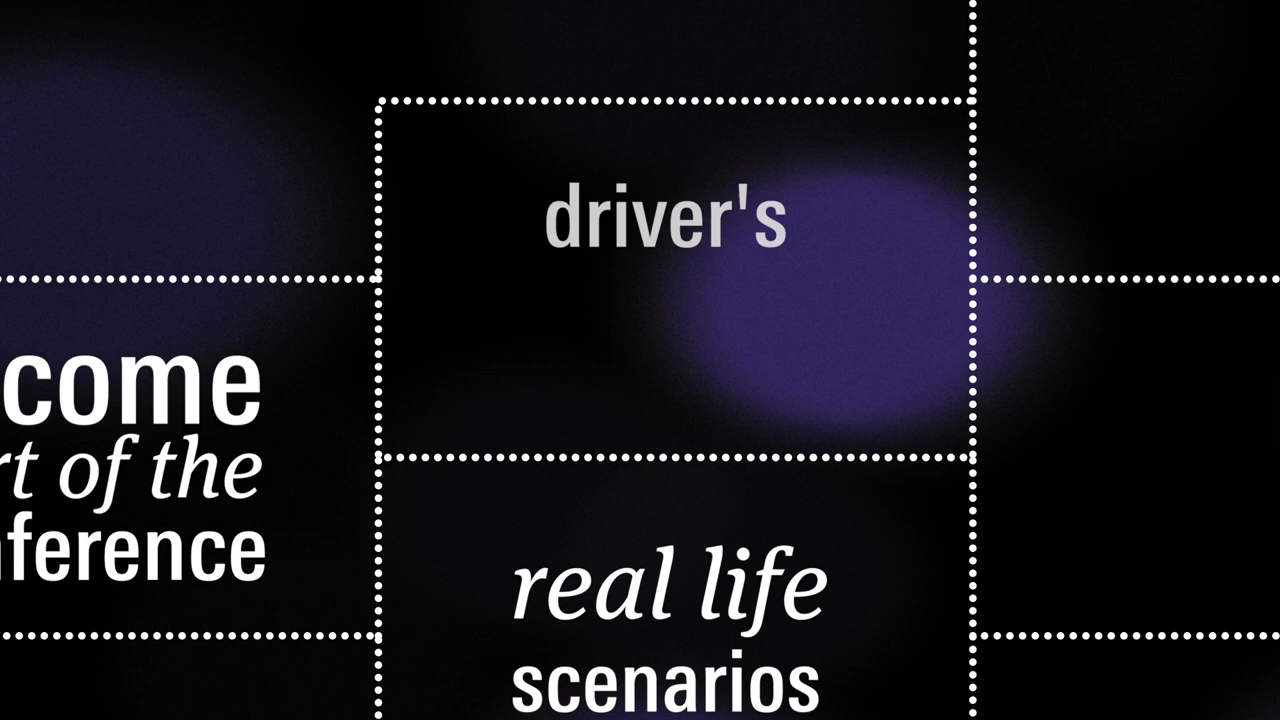 driver's
come
rt of the
nference
real life
scenarios